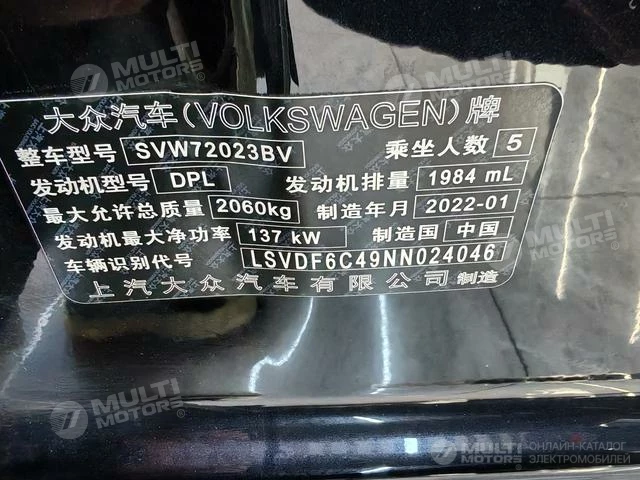 MULTI MOTORS®
MULTI MOTORS®
大众汽车(VOLKSWAGEN)牌
整车型号 SVW72023BV 乘坐人数 5
发动机型号 DPL 发动机排量 1984 mL
最大允许总质量 2060kg 制造年月 2022-01
发动机最大净功率 137 kW 制造国 中国
车辆识别代号 LSVDF6C49NN024046
上汽大众汽车有限公司 制造
MULTI MOTORS®
MULTI MOTORS®
ОНЛАЙН-КАТАЛОГ
ЭЛЕКТРОМОБИЛЕЙ